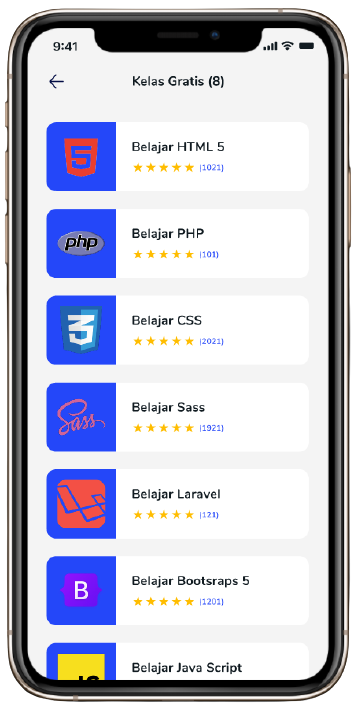 9:41
Kelas Gratis (8)
5
Belajar HTML 5
(1021)
php
Belajar PHP
(101)
3
Belajar CSS
(2021)
Sass
Belajar Sass
(1921)
Belajar Laravel
(121)
B
Belajar Bootsraps 5
(1201)
JS
Belajar Java Script